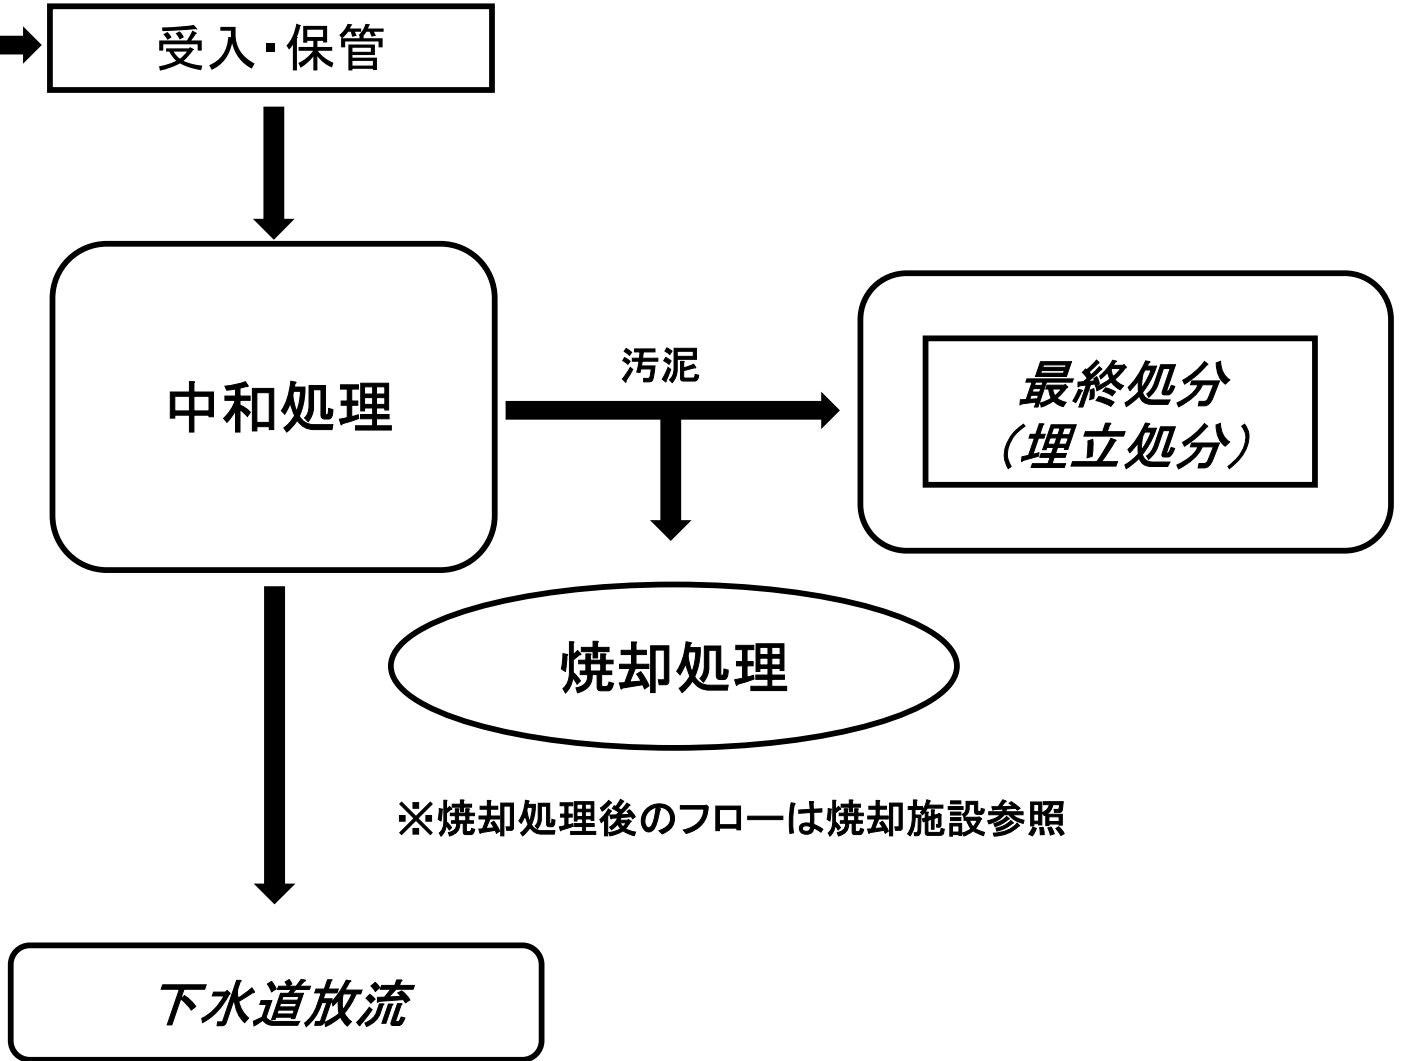 受入・保管
汚泥
中和処理
最終処分
（埋立処分）
焼却処理
※焼却処理後のフローは焼却施設参照
下水道放流